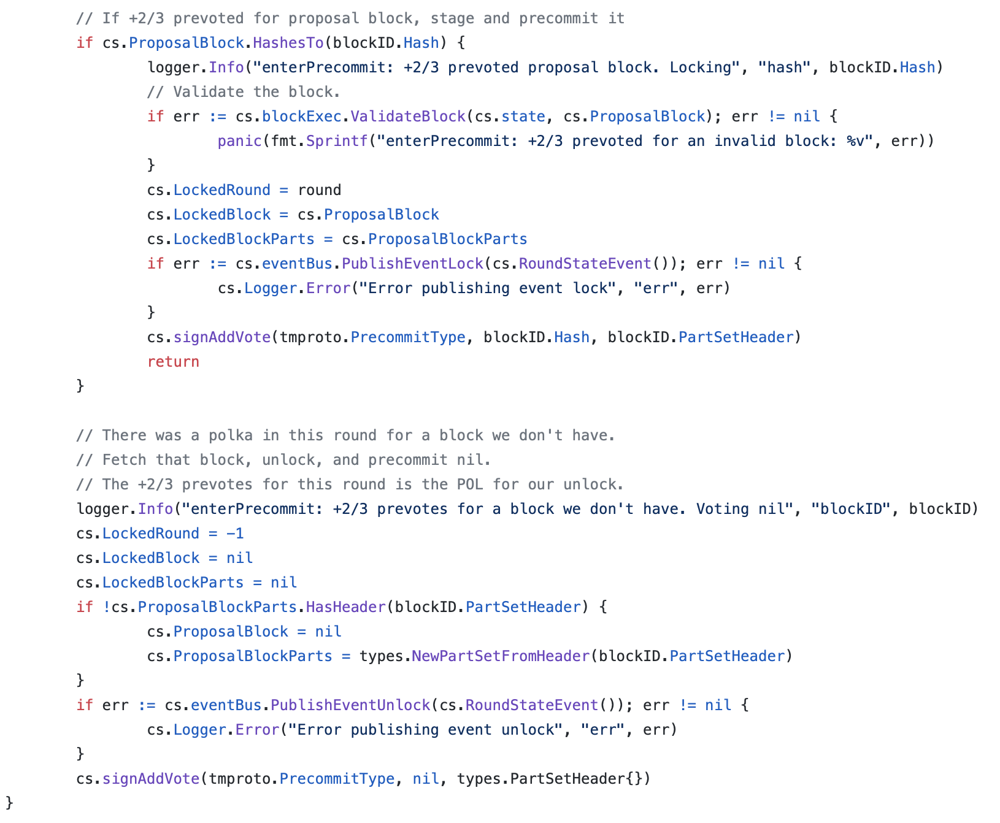 // If +2/3 prevoted for proposal block, stage and precommit it
if cs.ProposalBlock.HashesTo(blockID.Hash) {
logger.Info("enterPrecommit: +2/3 prevoted proposal block. Locking", "hash", blockID.Hash)
// Validate the block.
if err := cs.blockExec.ValidateBlock(cs.state, cs.ProposalBlock); err != nil {
panic(fmt.Sprintf("enterPrecommit: +2/3 prevoted for an invalid block: %v", err))
}
cs.LockedRound = round
cs.LockedBlock = cs.ProposalBlock
cs.LockedBlockParts = cs.ProposalBlockParts
if err := cs.eventBus.PublishEventLock(cs.RoundStateEvent()); err != nil {
cs.Logger.Error("Error publishing event lock", "err", err)
}
cs.signAddVote(tmproto.PrecommitType, blockID.Hash, blockID.PartSetHeader)
return
}
// There was a polka in this round for a block we don't have.
// Fetch that block, unlock, and precommit nil.
// The +2/3 prevotes for this round is the POL for our unlock.
logger.Info("enterPrecommit: +2/3 prevotes for a block we don't have. Voting nil", "blockID", blockID)
cs.LockedRound = -1
cs.LockedBlock = nil
cs.LockedBlockParts = nil
if !cs.ProposalBlockParts.HasHeader(blockID.PartSetHeader) {
cs.ProposalBlock = nil
cs.ProposalBlockParts = types.NewPartSetFromHeader(blockID.PartSetHeader)
}
if err := cs.eventBus.PublishEventUnlock(cs.RoundStateEvent()); err != nil {
cs.Logger.Error("Error publishing event unlock", "err", err)
}
cs.signAddVote(tmproto.PrecommitType, nil, types.PartSetHeader{})
}